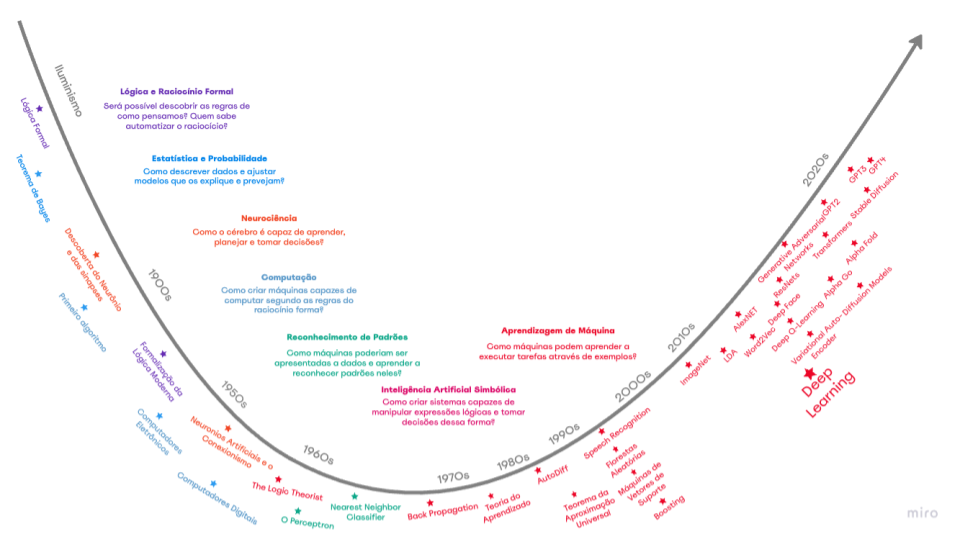 Iluminismo
Lógica Formal
Lógica e Raciocínio Formal
Será possível descobrir as regras de
como pensamos? Quem sabe
automatizar o raciocício?
Teorema de Bayes
Estatística e Probabilidade
Como descrever dados e ajustar
modelos que os explique e prevejam?
Descoberta do Neurônio
e das sinapses
Neurociência
Como o cérebro é capaz de aprender,
planejar e tomar decisões?
1900s
Primeiro algoritmo
Computação
Como criar máquinas capazes de
computar segundo as regras do
raciocínio forma?
Formalização da
Lógica Moderna
Reconhecimento de Padrões
Como máquinas poderiam ser
apresentadas a dados e aprender a
reconhecer padrões neles?
Aprendizagem de Máquina
Como máquinas podem aprender a
executar tarefas através de exemplos?
Inteligência Artificial Simbólica
Como criar sistemas capazes de
manipular expressões lógicas e tomar
decisões dessa forma?
1950s
Computadores
Eletrônicos
Neuronios Artificiais e o
Conexionismo
1960s
Computadores Digitais
The Logio Theorist
O Perceptron
Nearest Neighbor
Classifier
1970s
Back Propagation
1980s
Teoria do
Aprendizado
1990s
AutoDiff
Teorema da
Aproximação
Universal
2000s
Speech Recognition
Florestas
Aleatórias
Máquinas de
Vetores de
Suporte
Boosting
2010s
ImageNet
LDA
AlexNET
Word2Vec
Deep Face
ResNets
Deep Q-Learning
Alpha Go
Variational Auto-
Encoder
Diffusion Models
Generative Adversarial
Networks
GPT2
Transformers
Stable Diffusion
Alpha Fold
2020s
GPT3
GPT4
Deep
Learning
miro